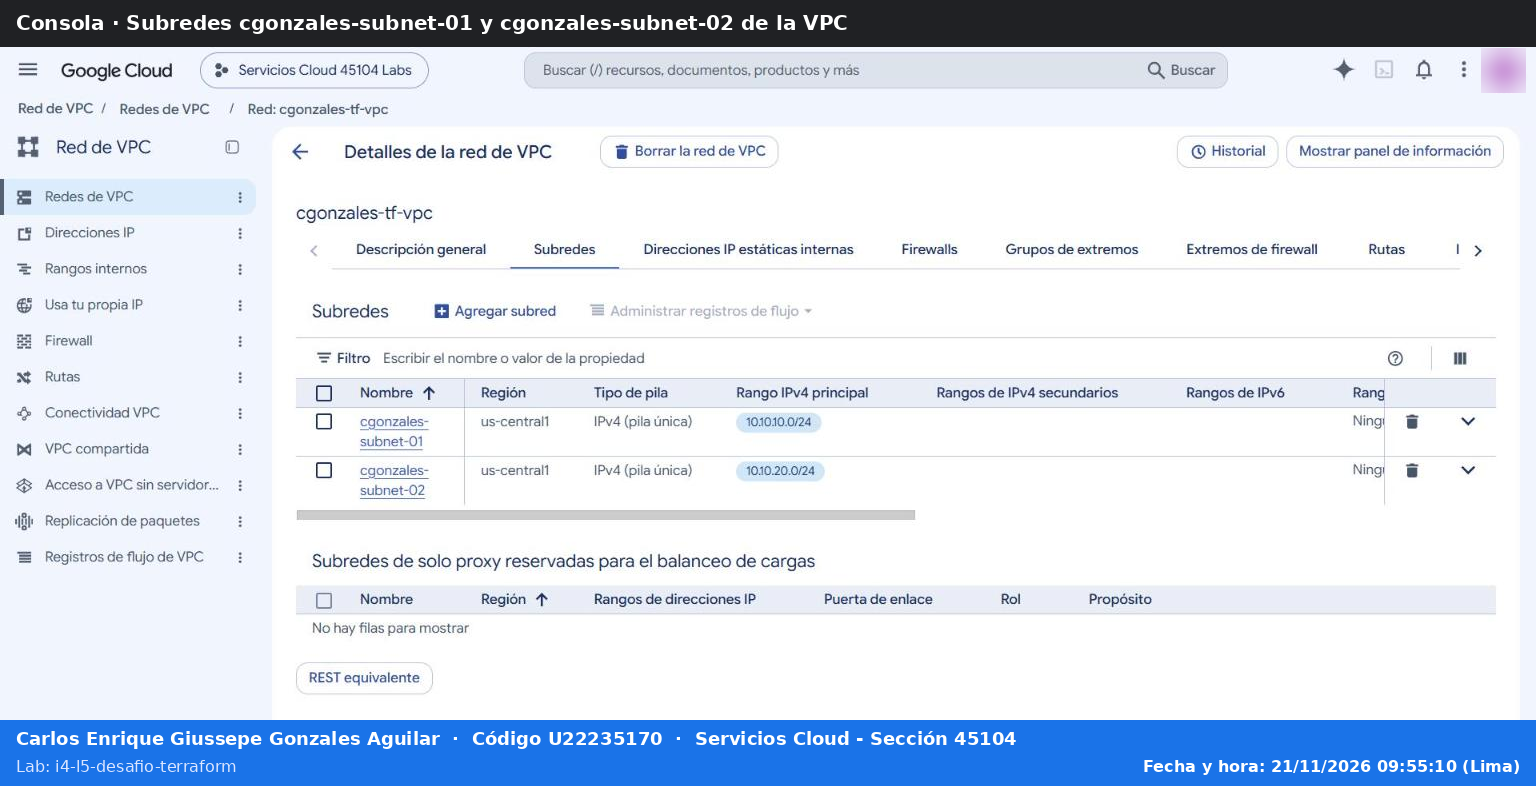 Consola · Subredes cgonzales-subnet-01 y cgonzales-subnet-02 de la VPC
Google Cloud
Servicios Cloud 45104 Labs
Buscar (/) recursos, documentos, productos y más
Buscar
Red de VPC / Redes de VPC / Red: cgonzales-tf-vpc
Red de VPC
Redes de VPC
Direcciones IP
Rangos internos
Usa tu propia IP
Firewall
Rutas
Conectividad VPC
VPC compartida
Acceso a VPC sin servidor...
Replicación de paquetes
Registros de flujo de VPC
Detalles de la red de VPC
Borrar la red de VPC
Historial
Mostrar panel de información
cgonzales-tf-vpc
Descripción general Subredes Direcciones IP estáticas internas Firewalls Grupos de extremos Extremos de firewall Rutas
Subredes
Agregar subred
Administrar registros de flujo
Filtro Escribir el nombre o valor de la propiedad
Nombre Región Tipo de pila Rango IPv4 principal Rangos de IPv4 secundarios Rangos de IPv6 Rang
cgonzales-subnet-01 us-central1 IPv4 (pila única) 10.10.10.0/24 Ningu
cgonzales-subnet-02 us-central1 IPv4 (pila única) 10.10.20.0/24 Ningu
Subredes de solo proxy reservadas para el balanceo de cargas
Nombre Región Rangos de direcciones IP Puerta de enlace Rol Propósito
No hay filas para mostrar
REST equivalente
Carlos Enrique Giussepe Gonzales Aguilar · Código U22235170 · Servicios Cloud - Sección 45104
Lab: i4-l5-desafio-terraform
Fecha y hora: 21/11/2026 09:55:10 (Lima)